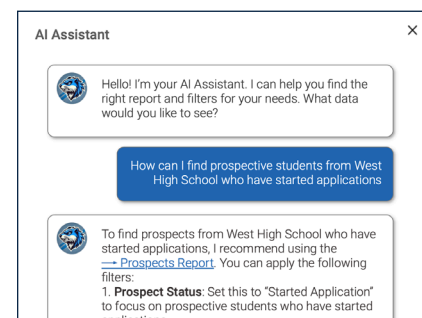 AI Assistant
Hello! I'm your AI Assistant. I can help you find the
right report and filters for your needs. What data
would you like to see?
How can I find prospective students from West
High School who have started applications
To find prospects from West High School who have
started applications, I recommend using the
→ Prospects Report. You can apply the following
filters:
1. Prospect Status: Set this to “Started Application”
to focus on prospective students who have started